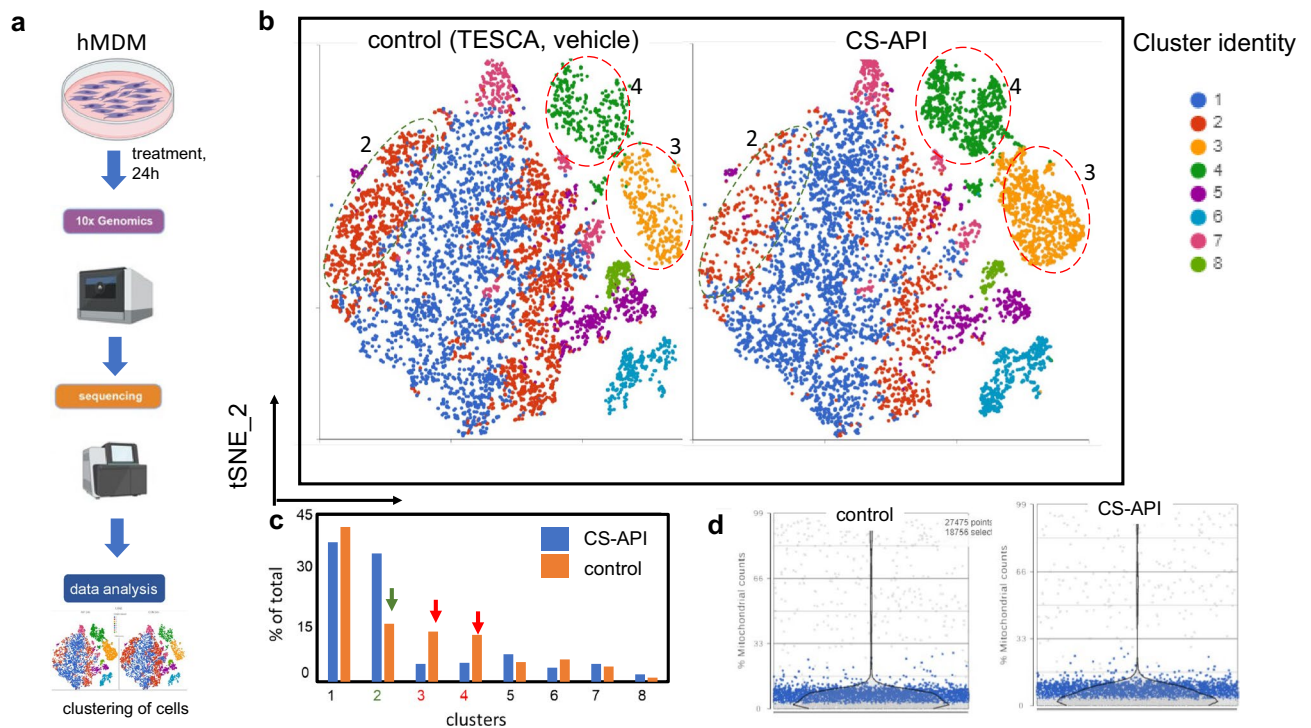 a
hMDM
treatment,
24h
10x Genomics
sequencing
data analysis
clustering of cells
b
control (TESCA, vehicle)
CS-API
2
4
3
2
4
3
tSNE_2
Cluster identity
1
2
3
4
5
6
7
8
c
45
30
15
0
% of total
CS-API
control
1 2 3 4 5 6 7 8
clusters
d
control
27475 points
18756 select
99
66
33
0
% Mitochondrial counts
CS-API
99
66
33
0
% Mitochondrial counts